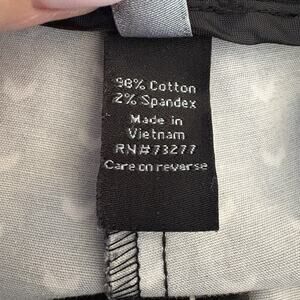 98% Cotton
2% Spandex
Made in
Vietnam
RN#73277
Care on reverse